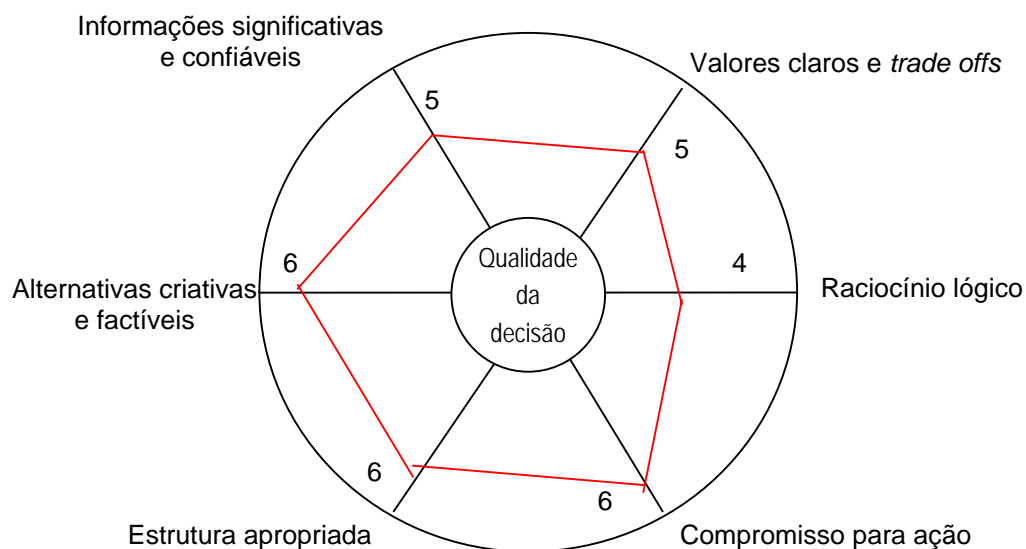 Informações significativas
e confiáveis
Valores claros e trade offs
5
5
Qualidade
da
decisão
6
4
Alternativas criativas
e factíveis
Raciocínio lógico
6
6
Estrutura apropriada
Compromisso para ação